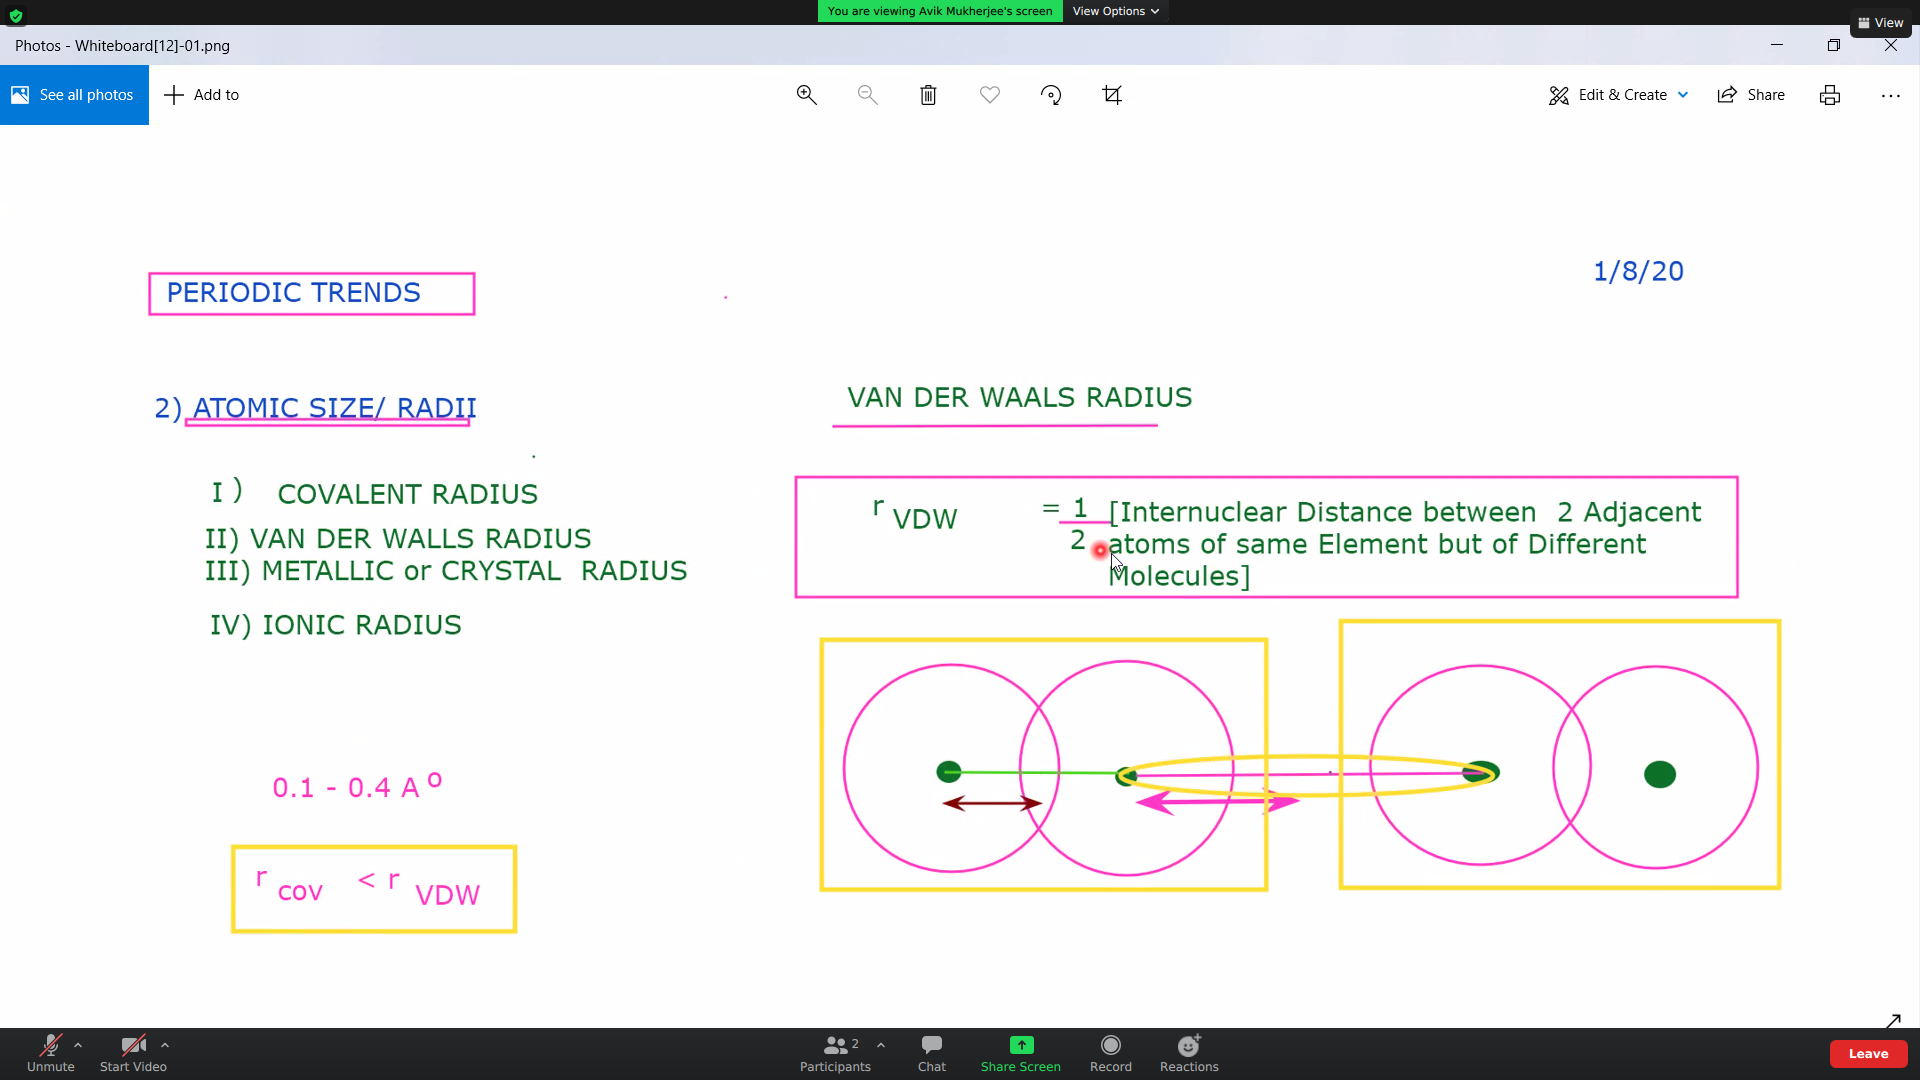 You are viewing Avik Mukherjee's screen View Options
View
Photos - Whiteboard[12]-01.png
See all photos Add to Edit & Create Share
1/8/20
PERIODIC TRENDS
2) ATOMIC SIZE/ RADII
I ) COVALENT RADIUS
II) VAN DER WALLS RADIUS
III) METALLIC or CRYSTAL RADIUS
IV) IONIC RADIUS
0.1 - 0.4 A o
r cov < r VDW
VAN DER WAALS RADIUS
r VDW = 1 [Internuclear Distance between 2 Adjacent
2 atoms of same Element but of Different
Molecules]
Unmute Start Video Participants 2 Chat Share Screen Record Reactions Leave